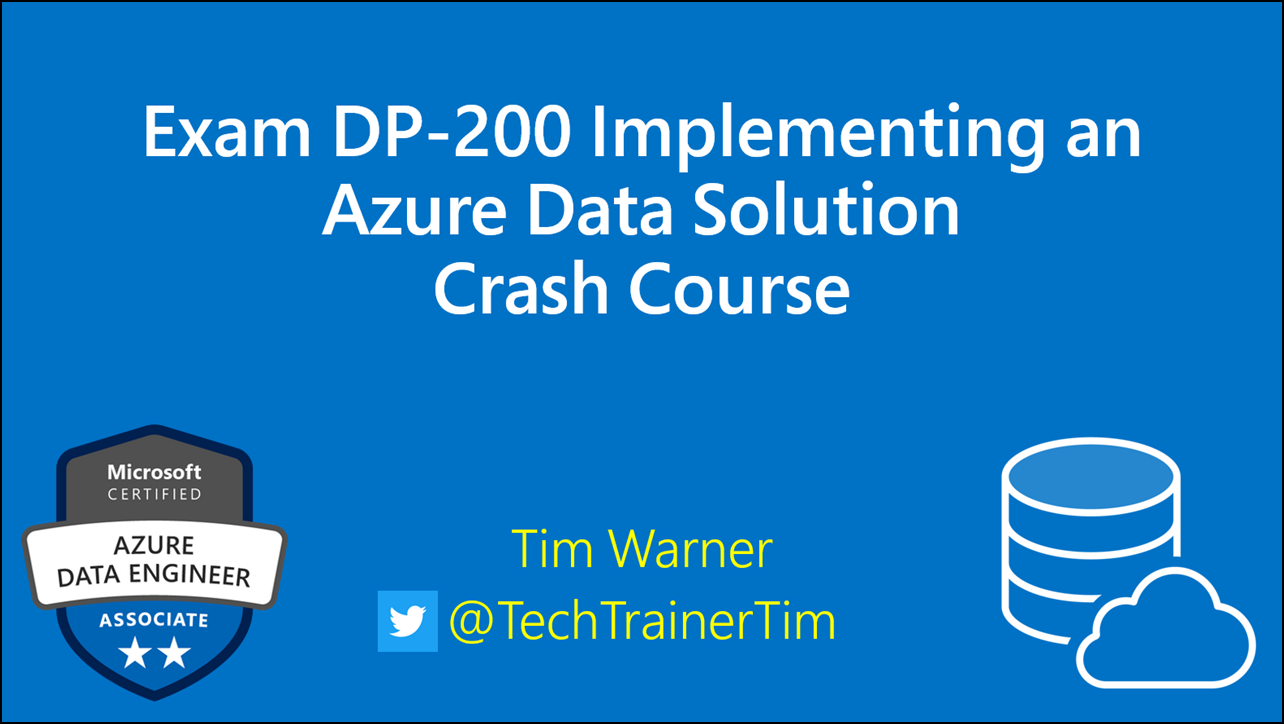 Exam DP-200 Implementing an
Azure Data Solution
Crash Course
Microsoft
CERTIFIED
AZURE
DATA ENGINEER
ASSOCIATE
Tim Warner
@TechTrainerTim